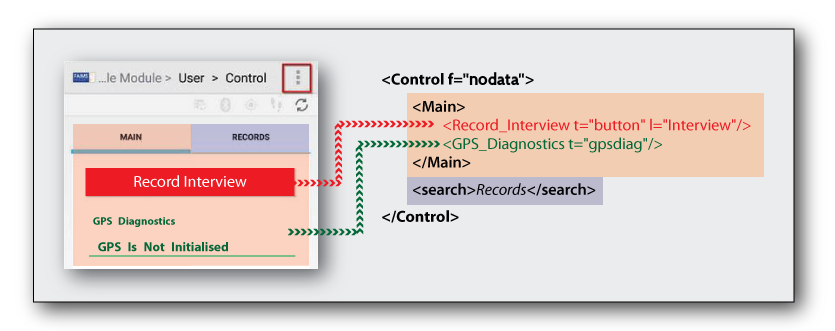 FAIMS ...le Module > User > Control
MAIN
RECORDS
Record Interview
GPS Diagnostics
GPS Is Not Initialised
<Control f="nodata">
<Main>
<Record_Interview t="button" l="Interview"/>
<GPS_Diagnostics t="gpsdiag"/>
</Main>
<search>Records</search>
</Control>